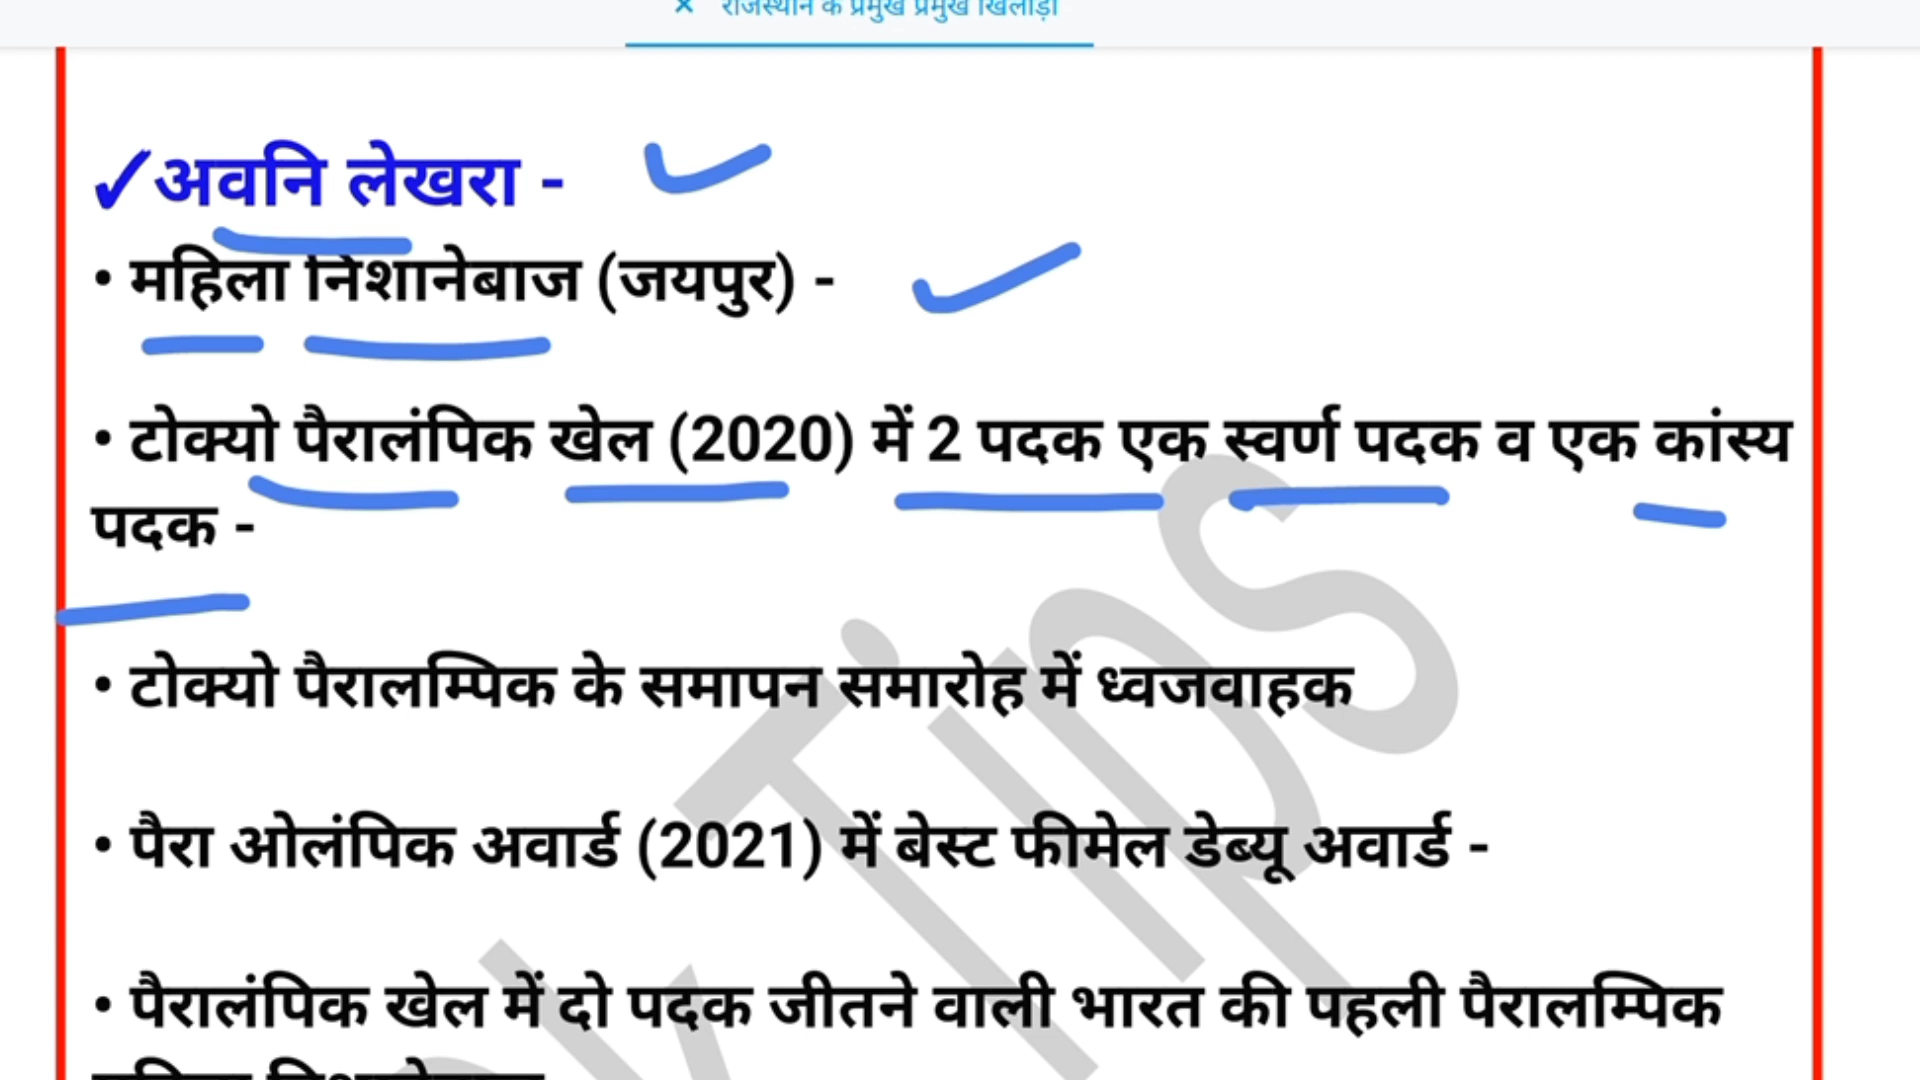 × राजस्थान के प्रमुख प्रमुख खिलाड़ी
✓अवनि लेखरा -
• महिला निशानेबाज (जयपुर) -
• टोक्यो पैरालंपिक खेल (2020) में 2 पदक एक स्वर्ण पदक व एक कांस्य
पदक -
• टोक्यो पैरालम्पिक के समापन समारोह में ध्वजवाहक
• पैरा ओलंपिक अवार्ड (2021) में बेस्ट फीमेल डेब्यू अवार्ड -
• पैरालंपिक खेल में दो पदक जीतने वाली भारत की पहली पैरालम्पिक
Tips